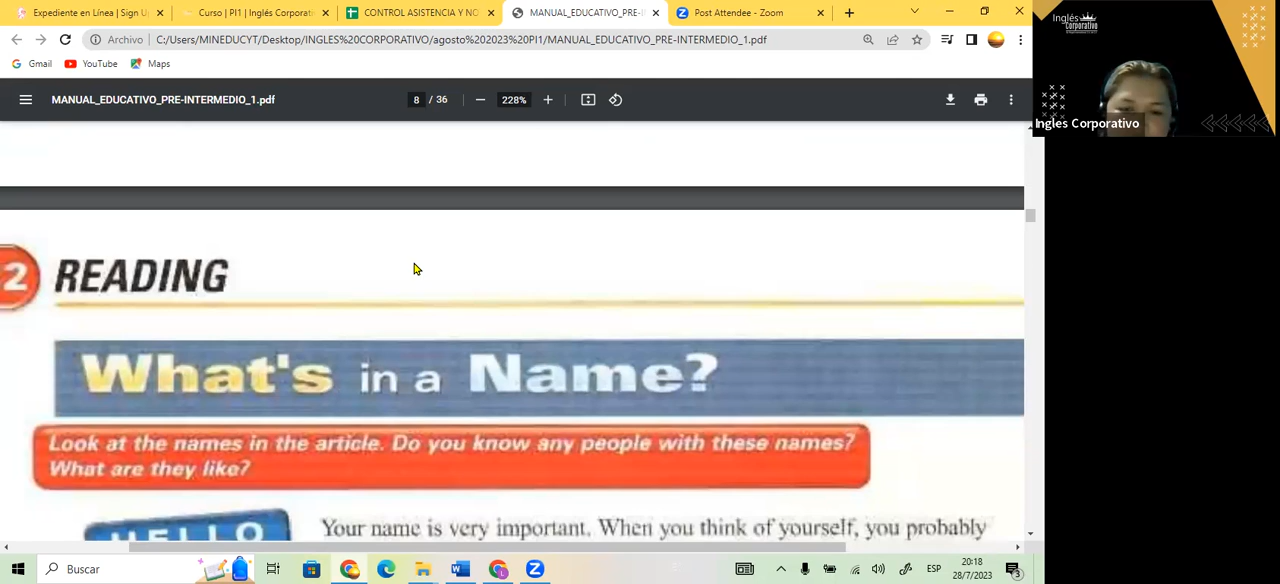 Expediente en Línea | Sign U
Curso | PI1 | Inglés Corporati
CONTROL ASISTENCIA Y NO
MANUAL_EDUCATIVO_PRE-I
Post Attendee - Zoom
Archivo
C:/Users/MINEDUCYT/Desktop/INGLES%20CORPORATIVO/agosto%202023%20PI1/MANUAL_EDUCATIVO_PRE-INTERMEDIO_1.pdf
Gmail
YouTube
Maps
MANUAL_EDUCATIVO_PRE-INTERMEDIO_1.pdf
8 / 36
228%
Inglés
Corporativo
Ingles Corporativo
2 READING
What's in a Name?
Look at the names in the article. Do you know any people with these names?
What are they like?
HELLO
Your name is very important. When you think of yourself, you probably
Buscar
ESP
20:18
28/7/2023
3